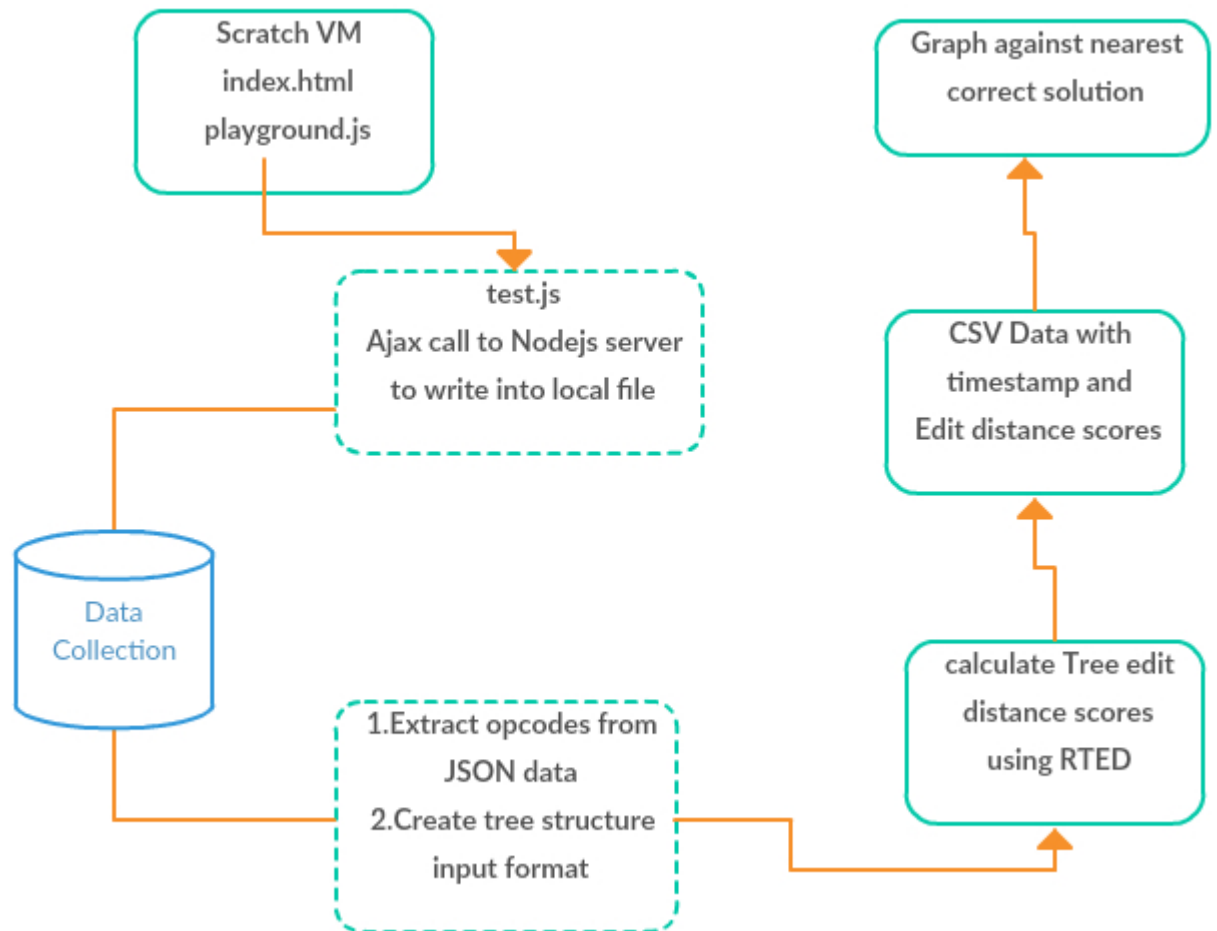 Scratch VM
index.html
playground.js
test.js
Ajax call to Nodejs server
to write into local file
Data
Collection
1.Extract opcodes from
JSON data
2.Create tree structure
input format
calculate Tree edit
distance scores
using RTED
CSV Data with
timestamp and
Edit distance scores
Graph against nearest
correct solution